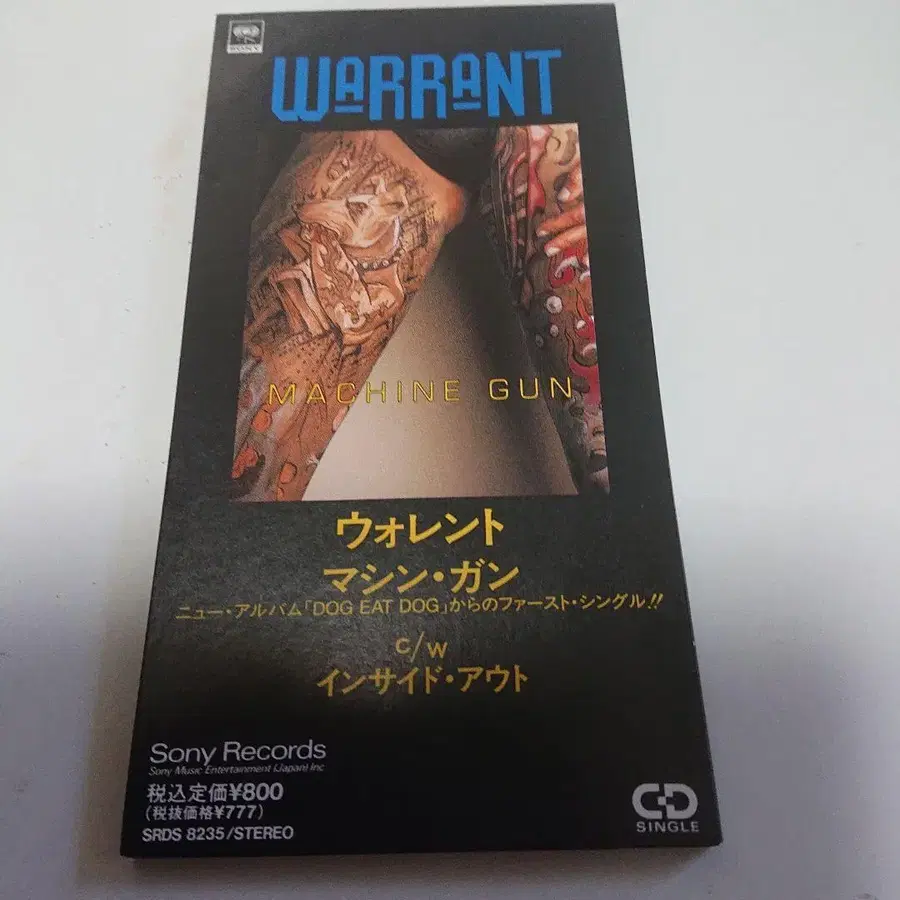 SONY
WARRANT
MACHINE GUN
ウォレント
マシン・ガン
ニュー・アルバム「DOG EAT DOG」からのファースト・シングル!!
c/w
インサイド・アウト
Sony Records
Sony Music Entertainment (Japan) Inc
税込定価¥800
(税抜価格¥777)
SRDS 8235/STEREO
CD
SINGLE